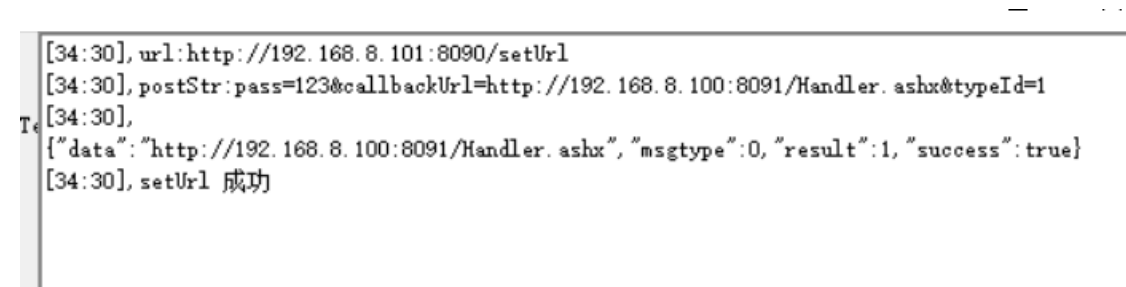 [34:30],url:http://192.168.8.101:8090/setUrl
[34:30],postStr:pass=123&callbackUrl=http://192.168.8.100:8091/Handler.ashx&typeId=1
[34:30],
{"data":"http://192.168.8.100:8091/Handler.ashx","msgtype":0,"result":1,"success":true}
[34:30],setUrl 成功